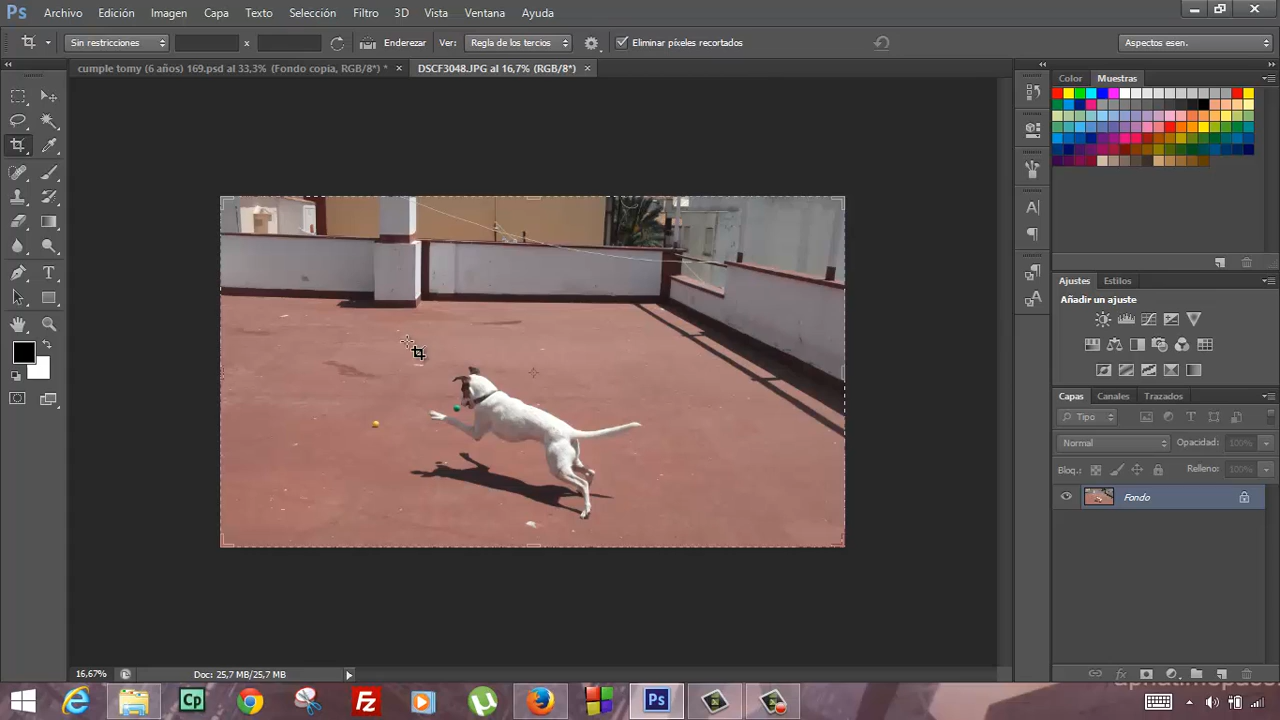 Ps Archivo Edición Imagen Capa Texto Selección Filtro 3D Vista Ventana Ayuda
Sin restricciones x Enderezar Ver: Regla de los tercios Eliminar píxeles recortados Aspectos esen.
cumple tomy (6 años) 169.psd al 33,3% (Fondo copia, RGB/8*) * × DSCF3048.JPG al 16,7% (RGB/8*) ×
Color Muestras
Ajustes Estilos
Añadir un ajuste
Capas Canales Trazados
Tipo
Normal Opacidad: 100%
Bloq.: Relleno: 100%
Fondo
16,67% Doc: 25,7 MB/25,7 MB
Cp Fz Ps